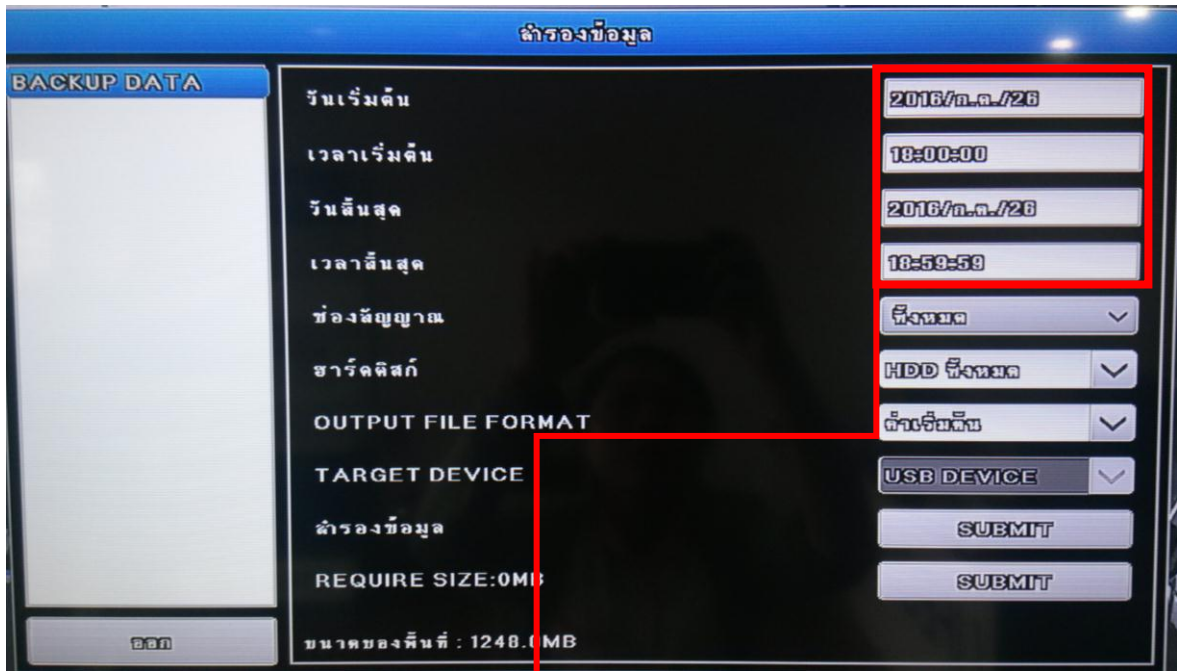 สำรองข้อมูล
BACKUP DATA
วันเริ่มต้น 2016/ก.ค./26
เวลาเริ่มต้น 18:00:00
วันสิ้นสุด 2016/ก.ค./26
เวลาสิ้นสุด 18:59:59
ช่องสัญญาณ ทั้งหมด
ฮาร์ดดิสก์ HDD ทั้งหมด
OUTPUT FILE FORMAT ค่าเริ่มต้น
TARGET DEVICE USB DEVICE
สำรองข้อมูล SUBMIT
REQUIRE SIZE:0MB SUBMIT
ออก ขนาดของพื้นที่ : 1248.0MB